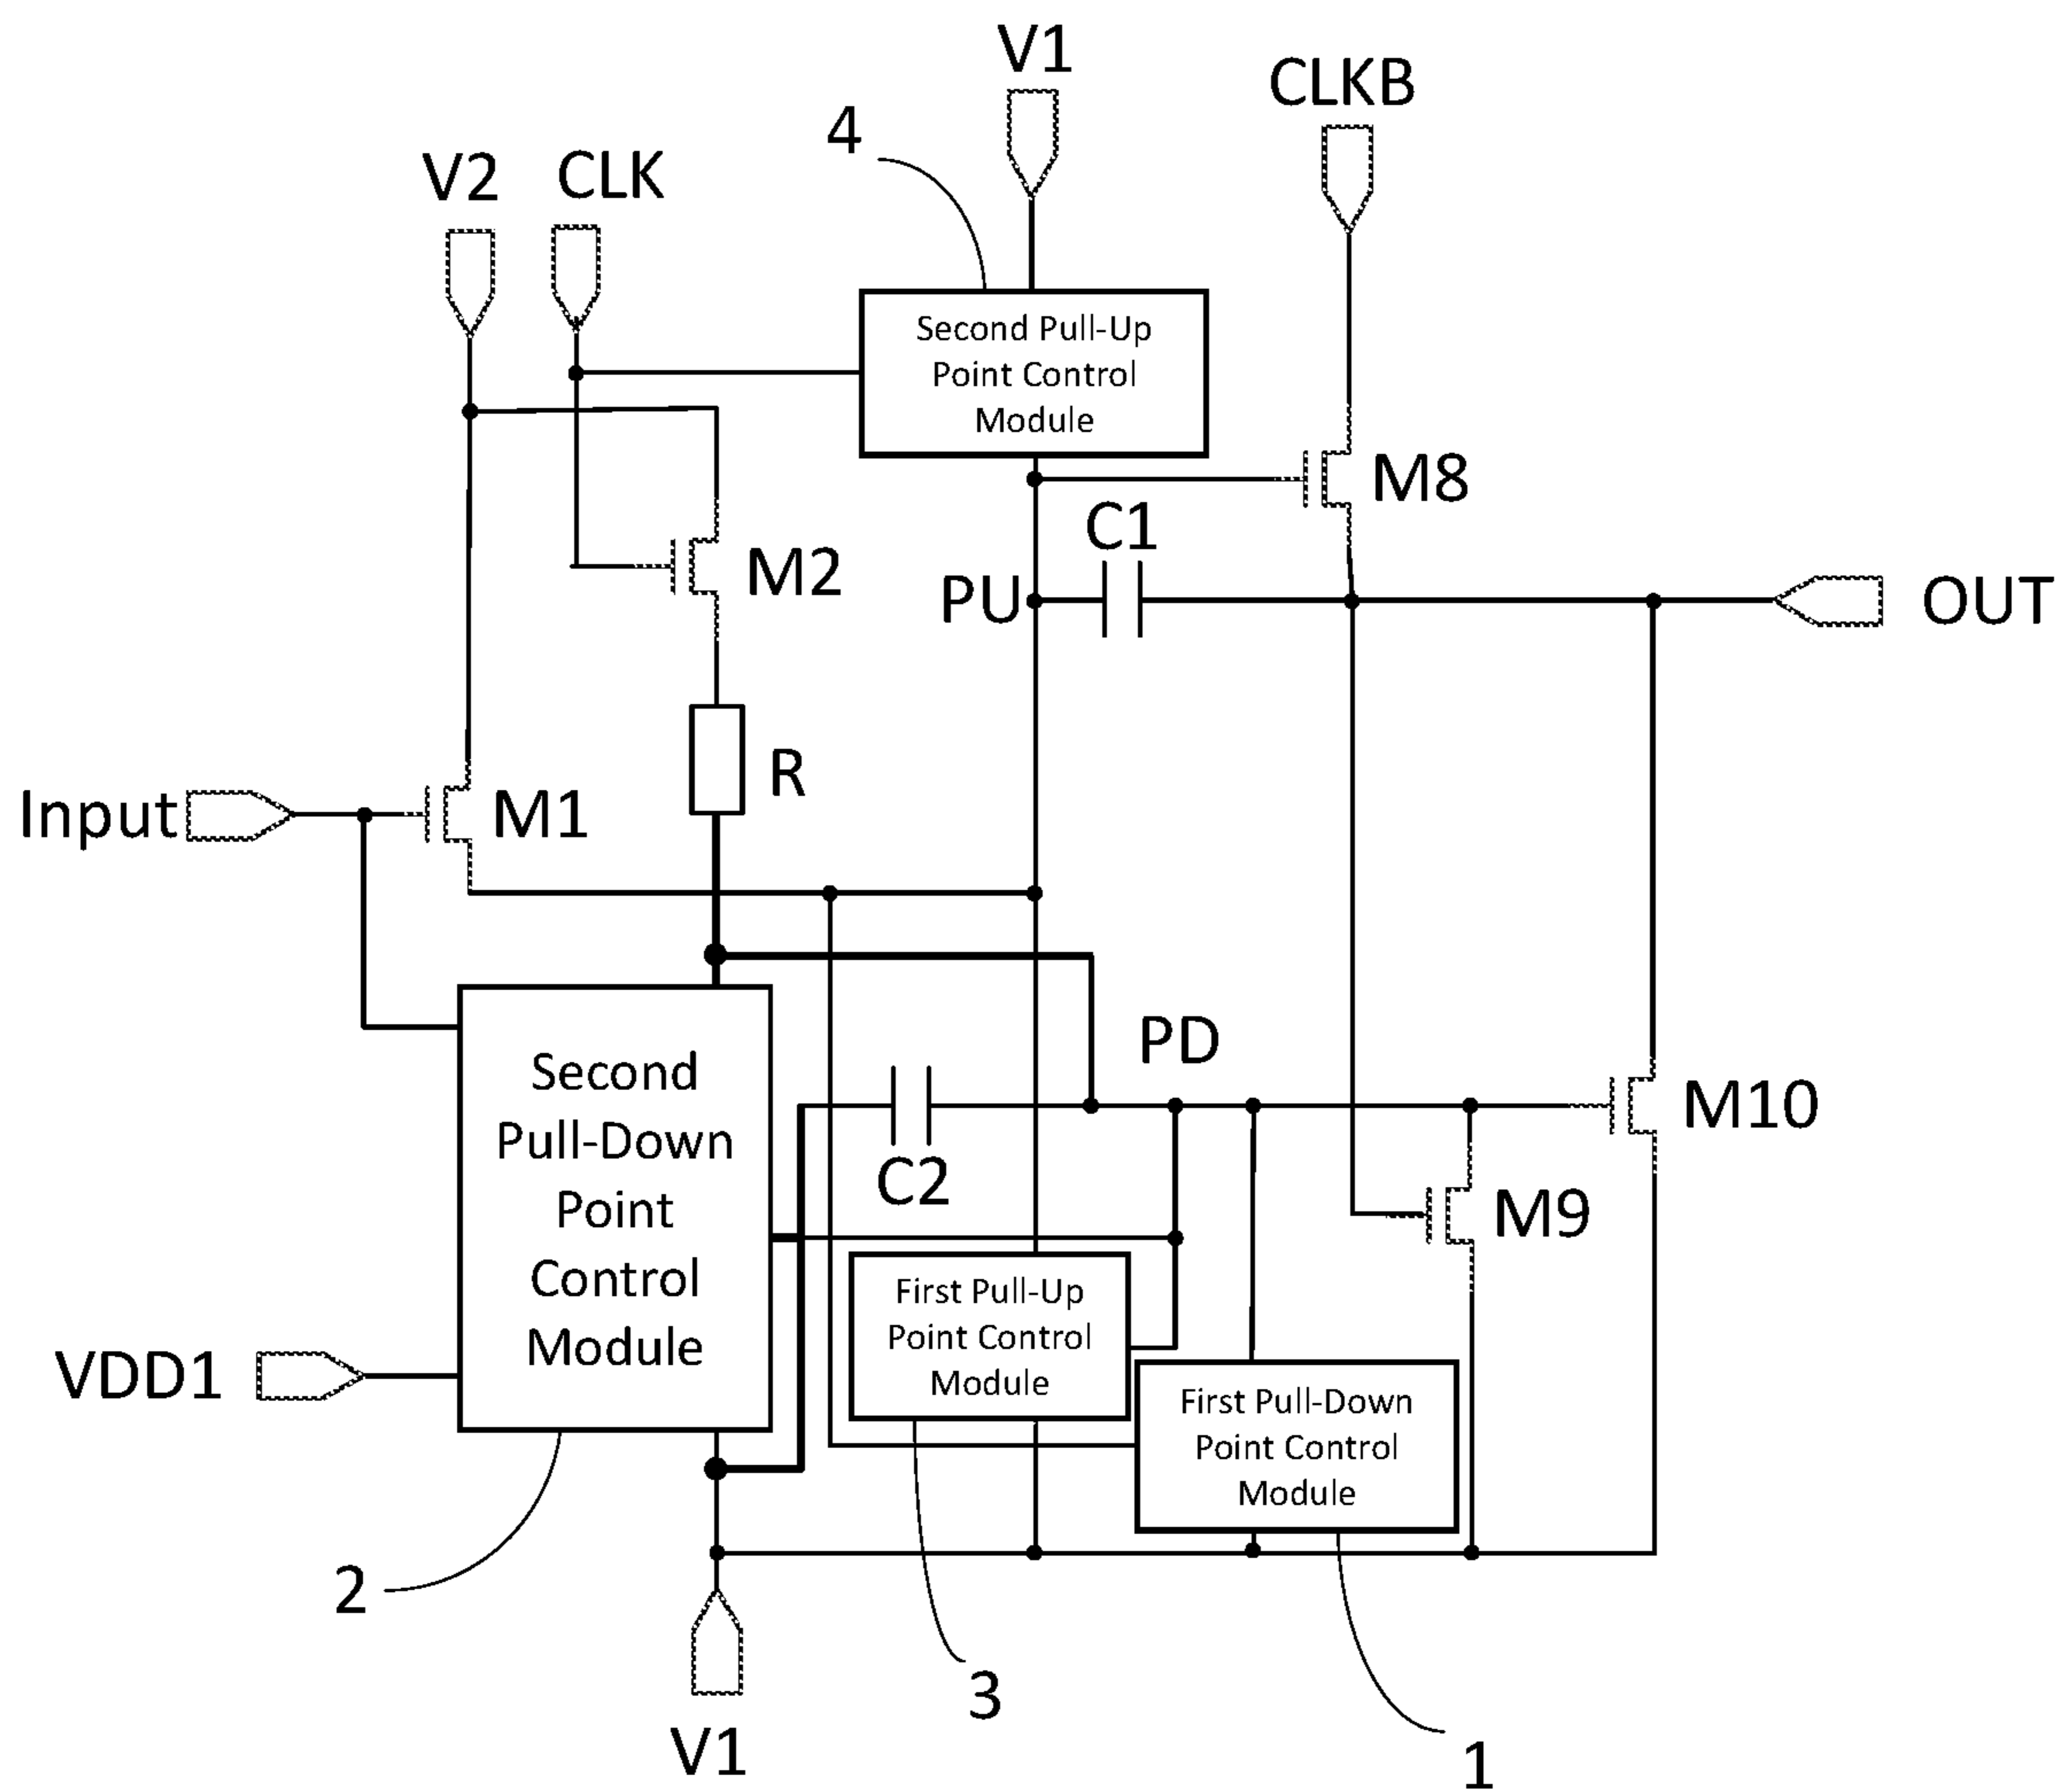 V1
CLKB
4
V2
CLK
Second Pull-Up
Point Control
Module
M8
C1
M2
PU
OUT
R
Input
M1
PD
Second
Pull-Down
Point
Control
Module
M10
C2
M9
First Pull-Up
Point Control
Module
VDD1
First Pull-Down
Point Control
Module
2
3
V1
1